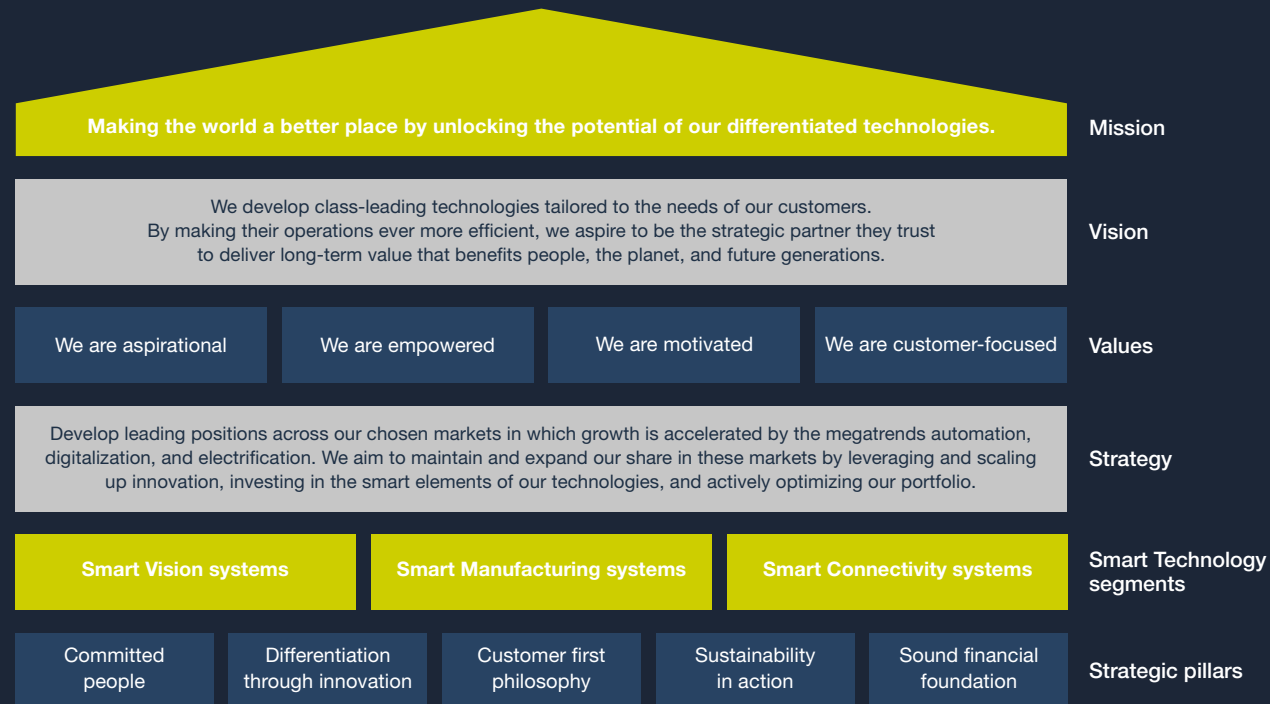 Making the world a better place by unlocking the potential of our differentiated technologies.
Mission
We develop class-leading technologies tailored to the needs of our customers.
By making their operations ever more efficient, we aspire to be the strategic partner they trust
to deliver long-term value that benefits people, the planet, and future generations.
Vision
We are aspirational
We are empowered
We are motivated
We are customer-focused
Values
Develop leading positions across our chosen markets in which growth is accelerated by the megatrends automation,
digitalization, and electrification. We aim to maintain and expand our share in these markets by leveraging and scaling
up innovation, investing in the smart elements of our technologies, and actively optimizing our portfolio.
Strategy
Smart Vision systems
Smart Manufacturing systems
Smart Connectivity systems
Smart Technology
segments
Committed
people
Differentiation
through innovation
Customer first
philosophy
Sustainability
in action
Sound financial
foundation
Strategic pillars